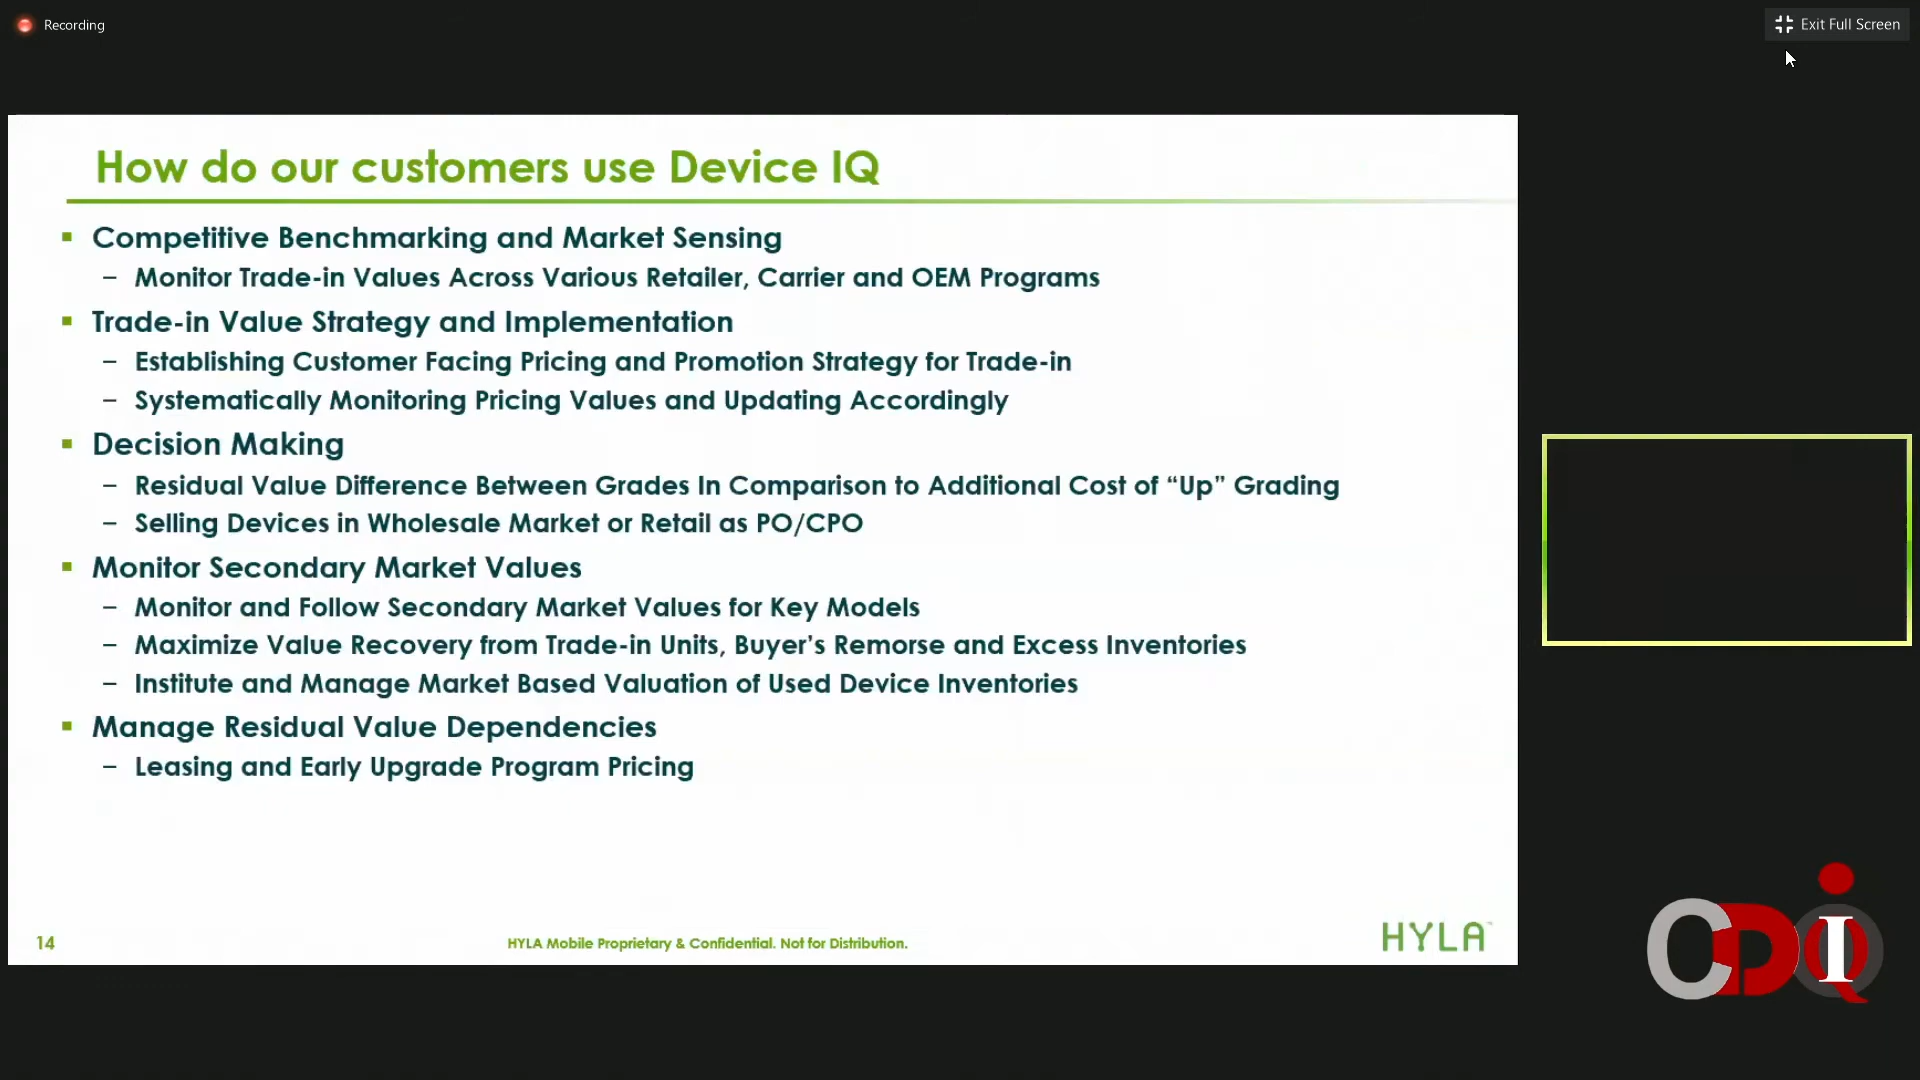 Recording
Exit Full Screen
How do our customers use Device IQ
Competitive Benchmarking and Market Sensing
– Monitor Trade-in Values Across Various Retailer, Carrier and OEM Programs
Trade-in Value Strategy and Implementation
– Establishing Customer Facing Pricing and Promotion Strategy for Trade-in
– Systematically Monitoring Pricing Values and Updating Accordingly
Decision Making
– Residual Value Difference Between Grades In Comparison to Additional Cost of “Up” Grading
– Selling Devices in Wholesale Market or Retail as PO/CPO
Monitor Secondary Market Values
– Monitor and Follow Secondary Market Values for Key Models
– Maximize Value Recovery from Trade-in Units, Buyer’s Remorse and Excess Inventories
– Institute and Manage Market Based Valuation of Used Device Inventories
Manage Residual Value Dependencies
– Leasing and Early Upgrade Program Pricing
14
HYLA Mobile Proprietary & Confidential. Not for Distribution.
HYLA™
CDIQ